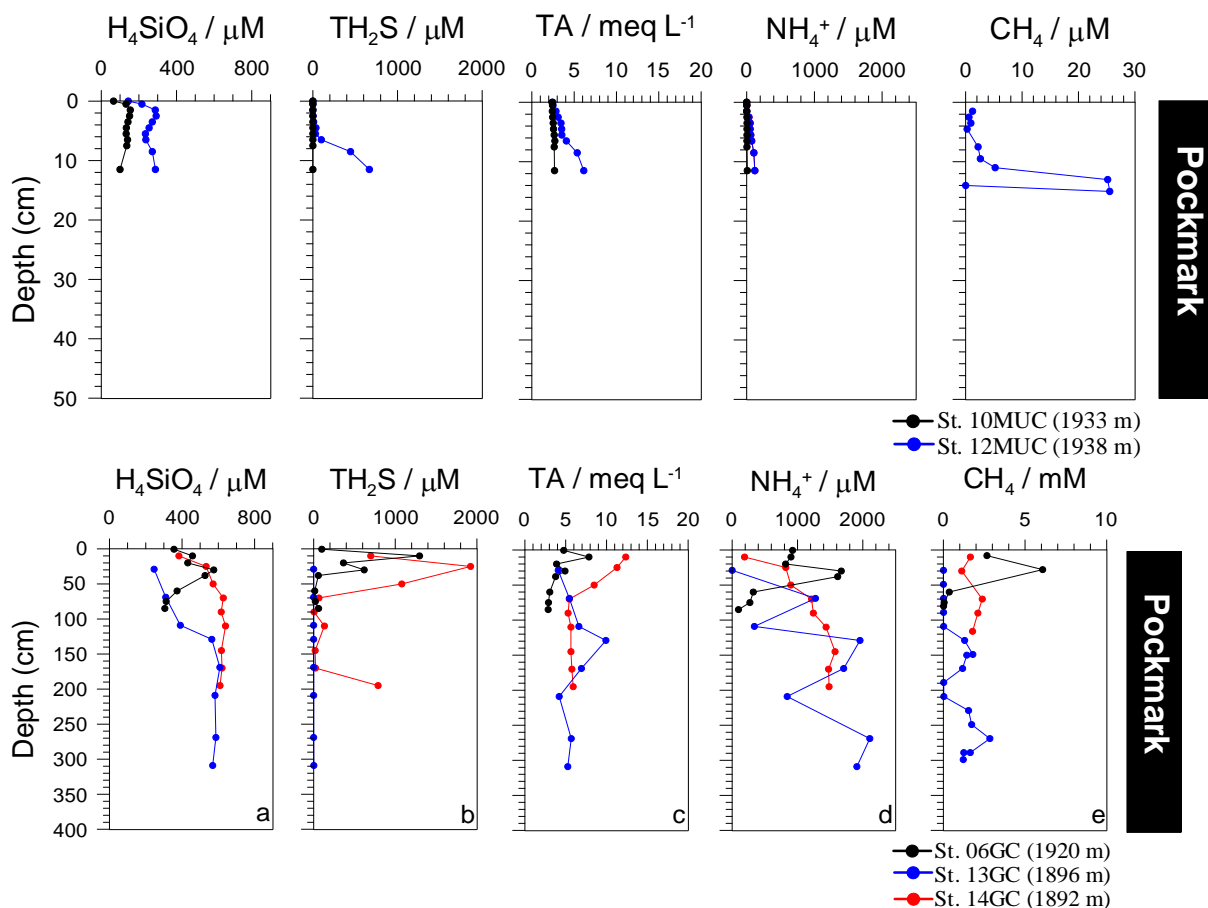 H₄SiO₄ / μM TH₂S / μM TA / meq L⁻¹ NH₄⁺ / μM CH₄ / μM
0 400 800 0 1000 2000 0 5 10 15 20 0 1000 2000 0 5 10 15 20 25 30
0
10
20
30
40
50
Depth (cm)
Pockmark
St. 10MUC (1933 m)
St. 12MUC (1938 m)
H₄SiO₄ / μM TH₂S / μM TA / meq L⁻¹ NH₄⁺ / μM CH₄ / mM
0 400 800 0 1000 2000 0 5 10 15 20 0 1000 2000 0 5 10
0
50
100
150
200
250
300
350
400
Depth (cm)
a b c d e
Pockmark
St. 06GC (1920 m)
St. 13GC (1896 m)
St. 14GC (1892 m)